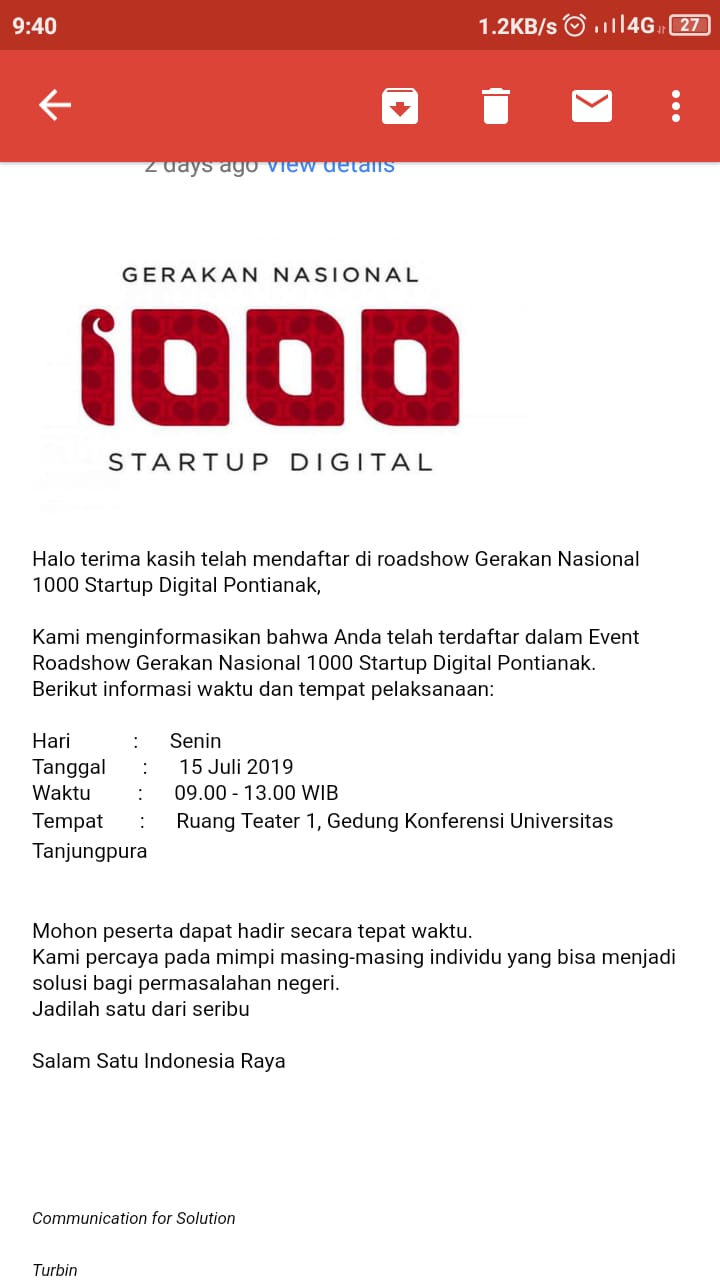 9:40
1.2KB/s 4G 27
2 days ago View details
GERAKAN NASIONAL
1000
STARTUP DIGITAL
Halo terima kasih telah mendaftar di roadshow Gerakan Nasional
1000 Startup Digital Pontianak,
Kami menginformasikan bahwa Anda telah terdaftar dalam Event
Roadshow Gerakan Nasional 1000 Startup Digital Pontianak.
Berikut informasi waktu dan tempat pelaksanaan:
Hari : Senin
Tanggal : 15 Juli 2019
Waktu : 09.00 - 13.00 WIB
Tempat : Ruang Teater 1, Gedung Konferensi Universitas
Tanjungpura
Mohon peserta dapat hadir secara tepat waktu.
Kami percaya pada mimpi masing-masing individu yang bisa menjadi
solusi bagi permasalahan negeri.
Jadilah satu dari seribu
Salam Satu Indonesia Raya
Communication for Solution
Turbin